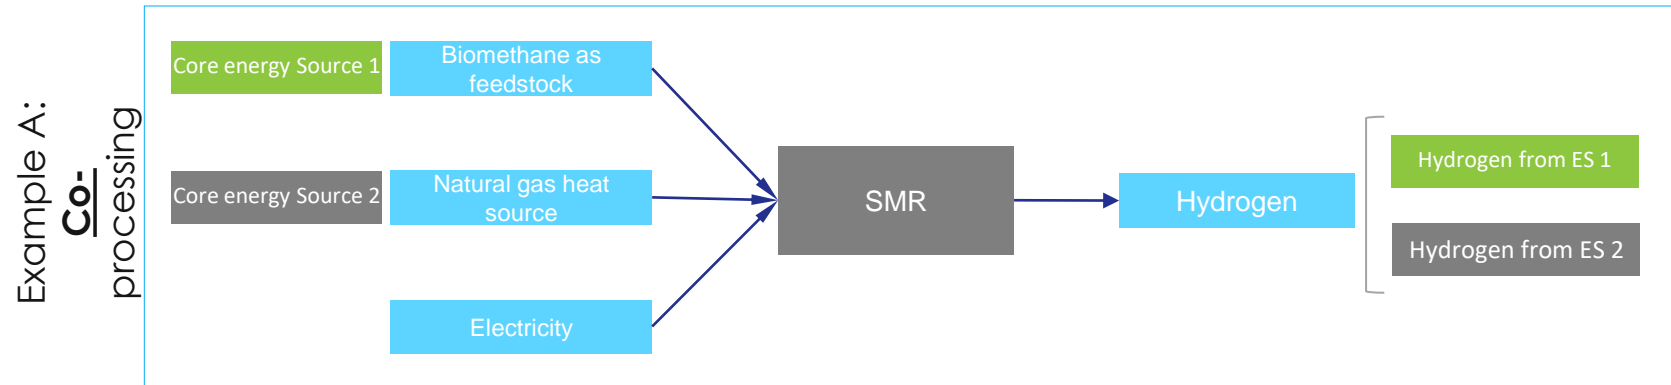 Example A:
Co-
processing
Core energy Source 1
Biomethane as
feedstock
Core energy Source 2
Natural gas heat
source
Electricity
SMR
Hydrogen
Hydrogen from ES 1
Hydrogen from ES 2